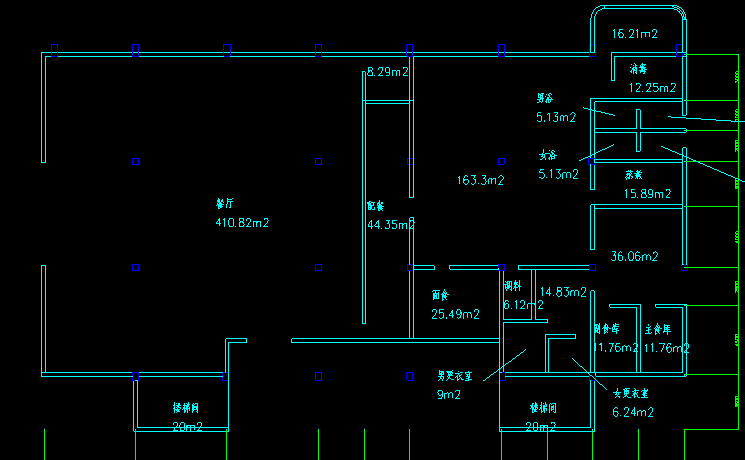 16.21m2
8.29m2
消毒
12.25m2
男浴
5.13m2
女浴
5.13m2
蒸煮
15.89m2
163.3m2
餐厅
410.82m2
配餐
44.35m2
36.06m2
面食
25.49m2
调料
6.12m2
14.83m2
副食库
11.76m2
主食库
11.76m2
男更衣室
9m2
女更衣室
6.24m2
楼梯间
20m2
楼梯间
20m2